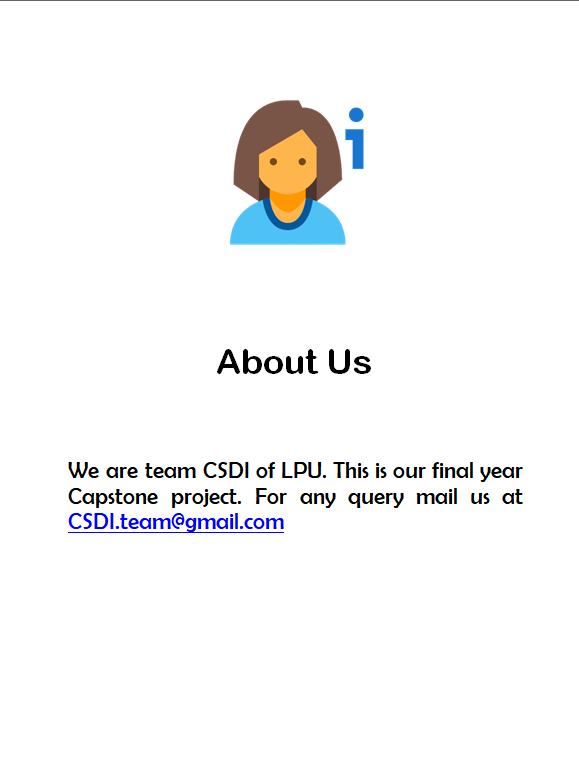 About Us
We are team CSDI of LPU. This is our final year
Capstone project. For any query mail us at
CSDI.team@gmail.com